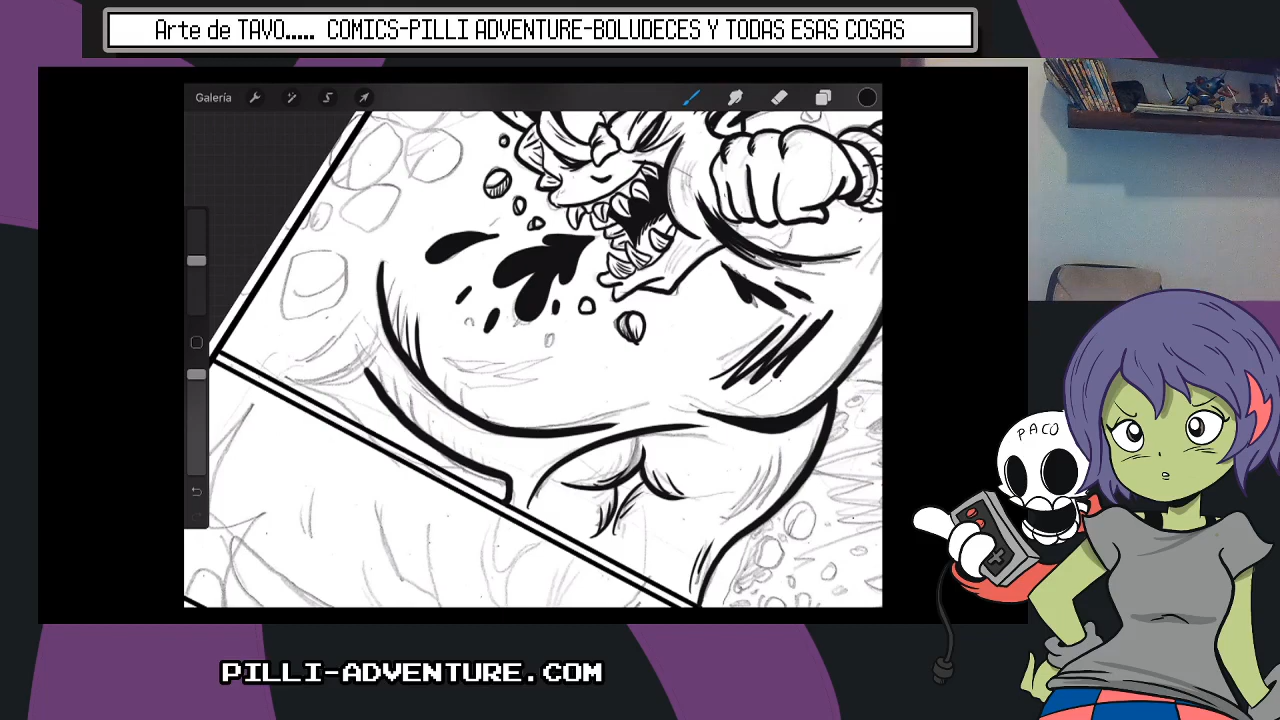 Arte de TAVO..... COMICS-PILLI ADVENTURE-BOLUDECES Y TODAS ESAS COSAS
Galería
PACO
PILLI-ADVENTURE.COM